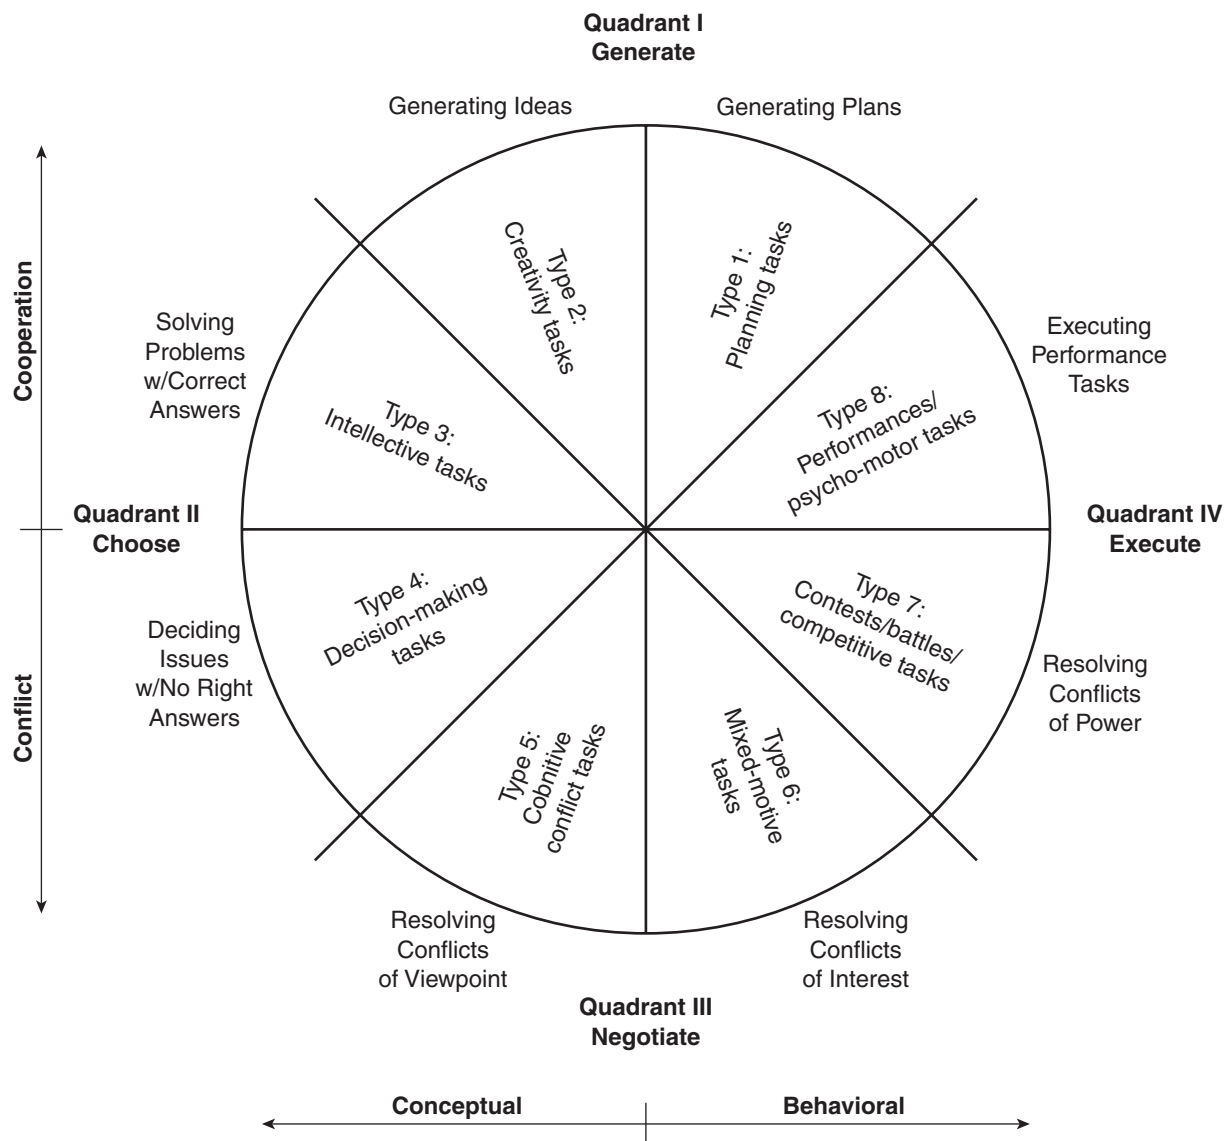 Quadrant I
Generate
Generating Ideas
Generating Plans
Type 2:
Creativity tasks
Type 1:
Planning tasks
Cooperation
Solving
Problems
w/Correct
Answers
Executing
Performance
Tasks
Type 3:
Intellective tasks
Type 8:
Performances/
psycho-motor tasks
Quadrant II
Choose
Quadrant IV
Execute
Type 4:
Decision-making
tasks
Type 7:
Contests/battles/
competitive tasks
Conflict
Deciding
Issues
w/No Right
Answers
Resolving
Conflicts
of Power
Type 5:
Cobnitive
conflict tasks
Type 6:
Mixed-motive
tasks
Resolving
Conflicts
of Viewpoint
Resolving
Conflicts
of Interest
Quadrant III
Negotiate
Conceptual
Behavioral